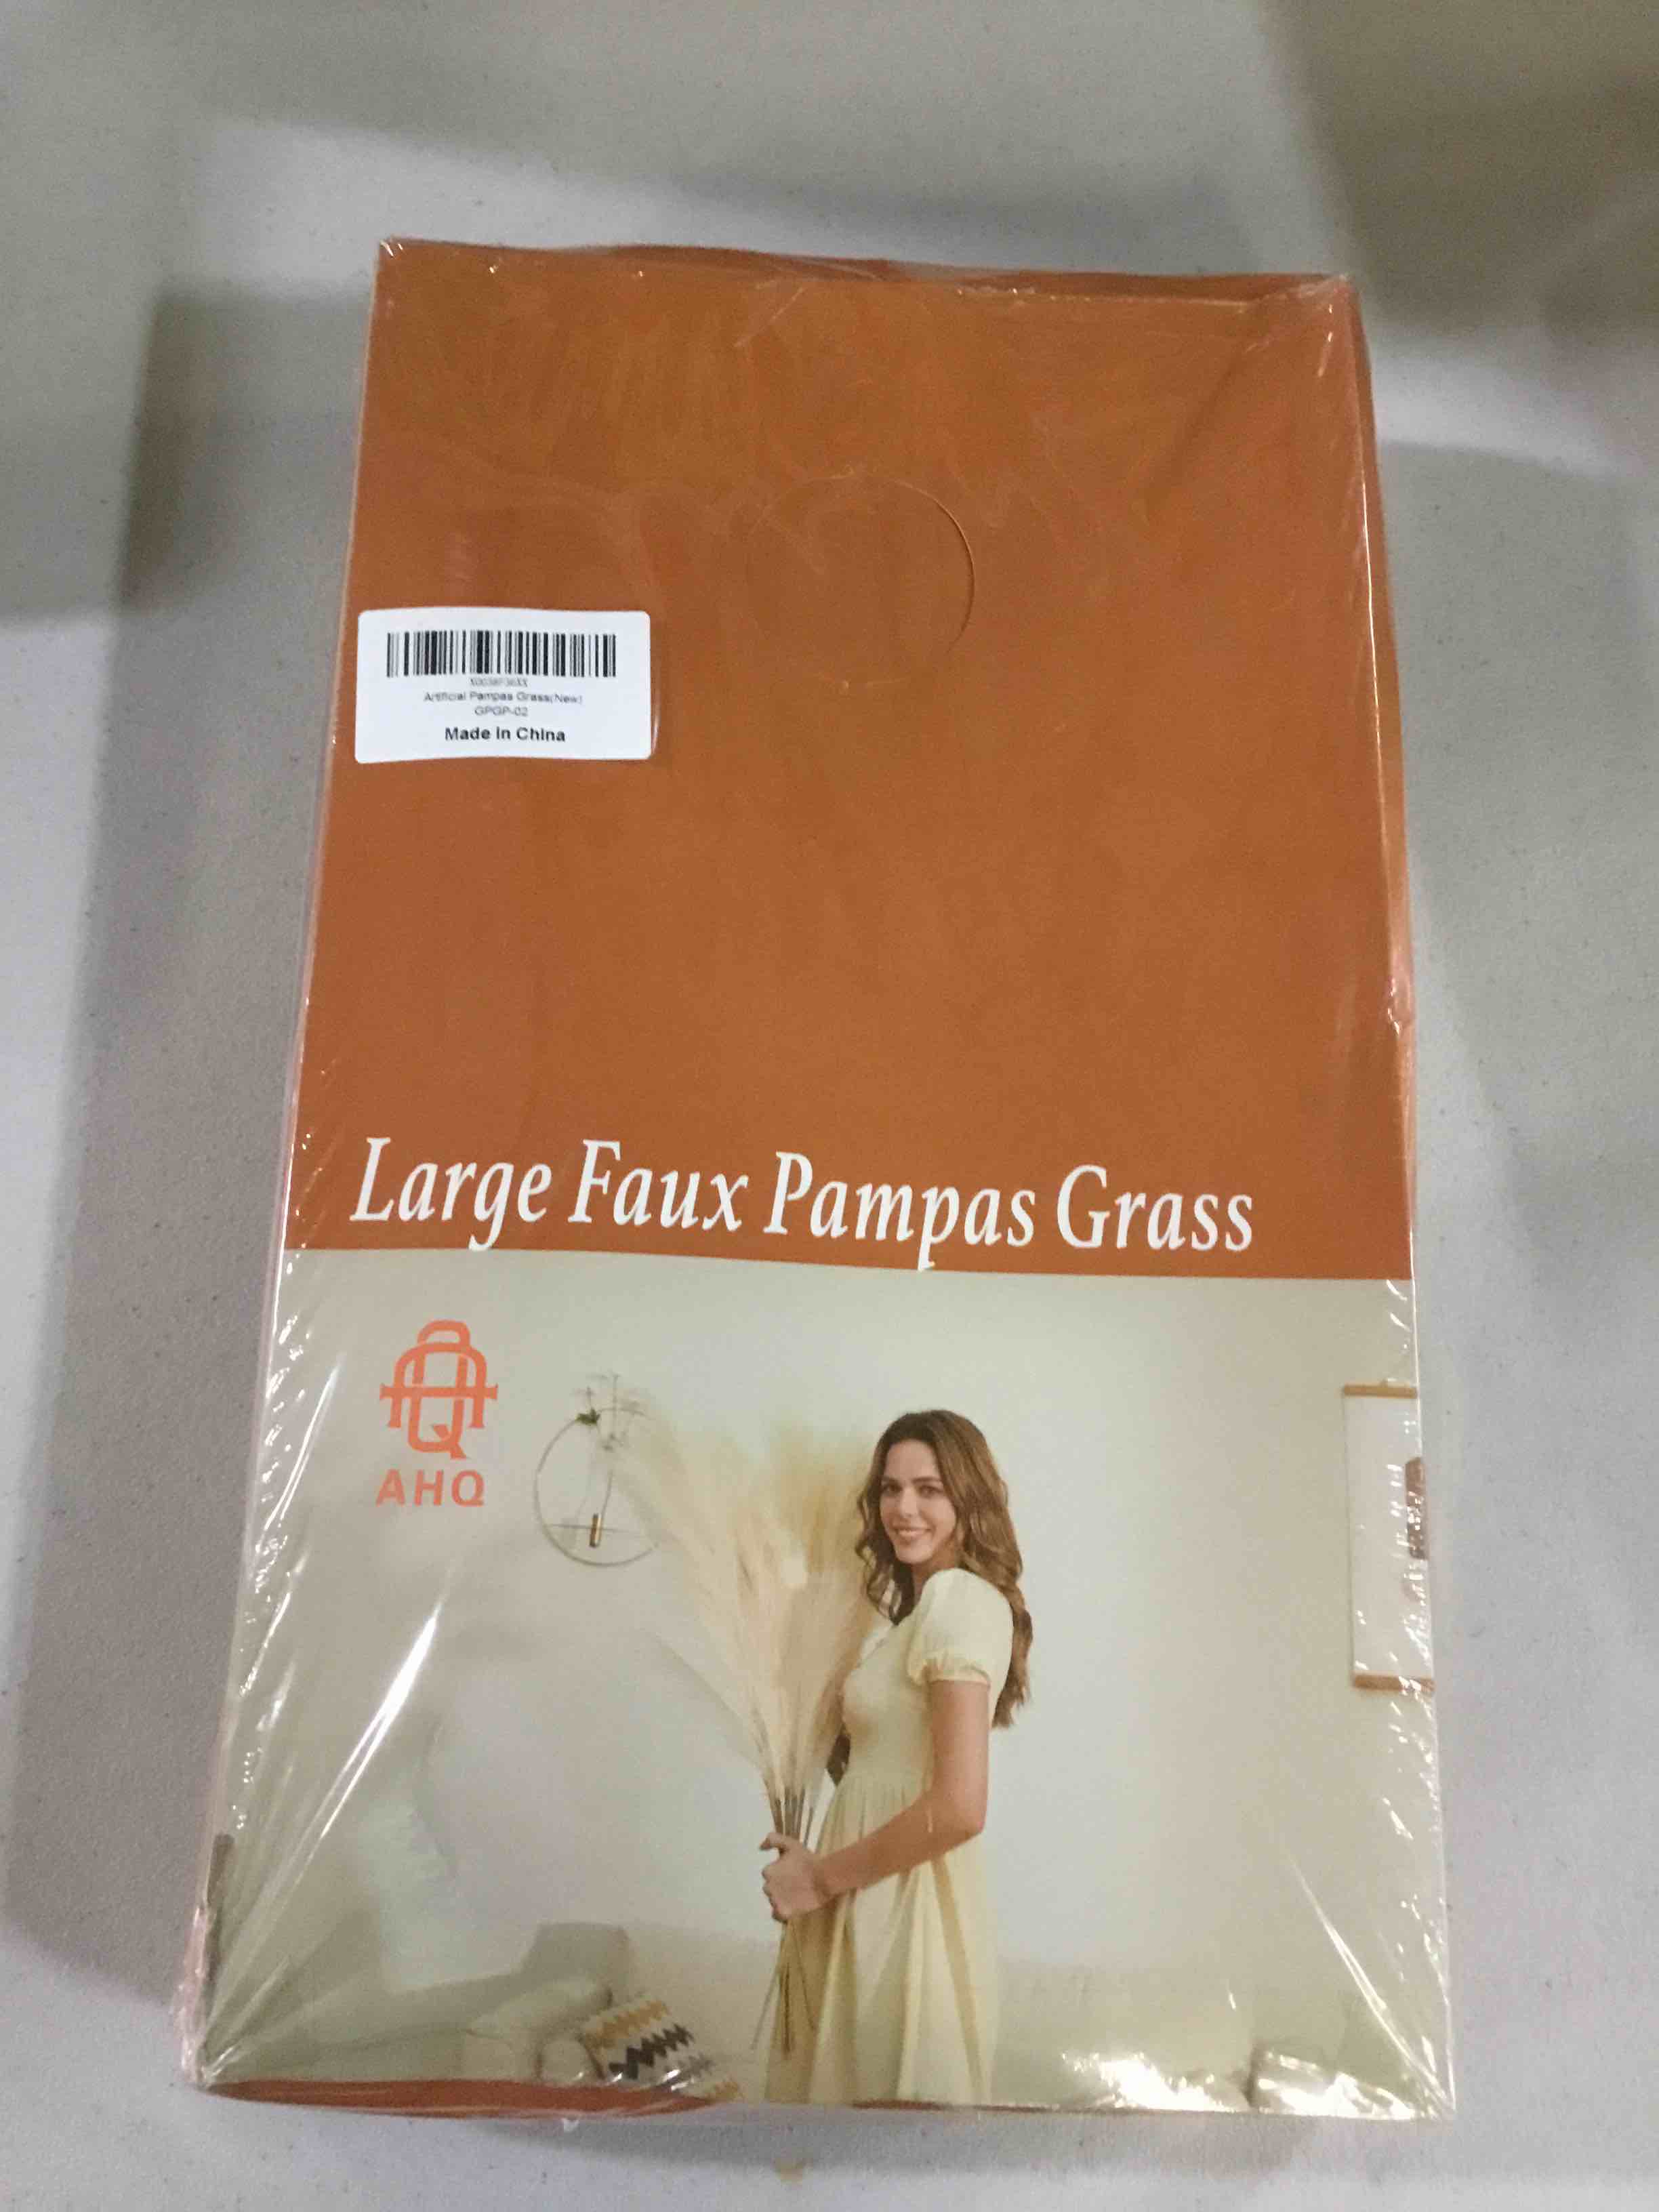 Artificial Pampas Grass(New)
GPGP-02
Made In China
Large Faux Pampas Grass
AHQ